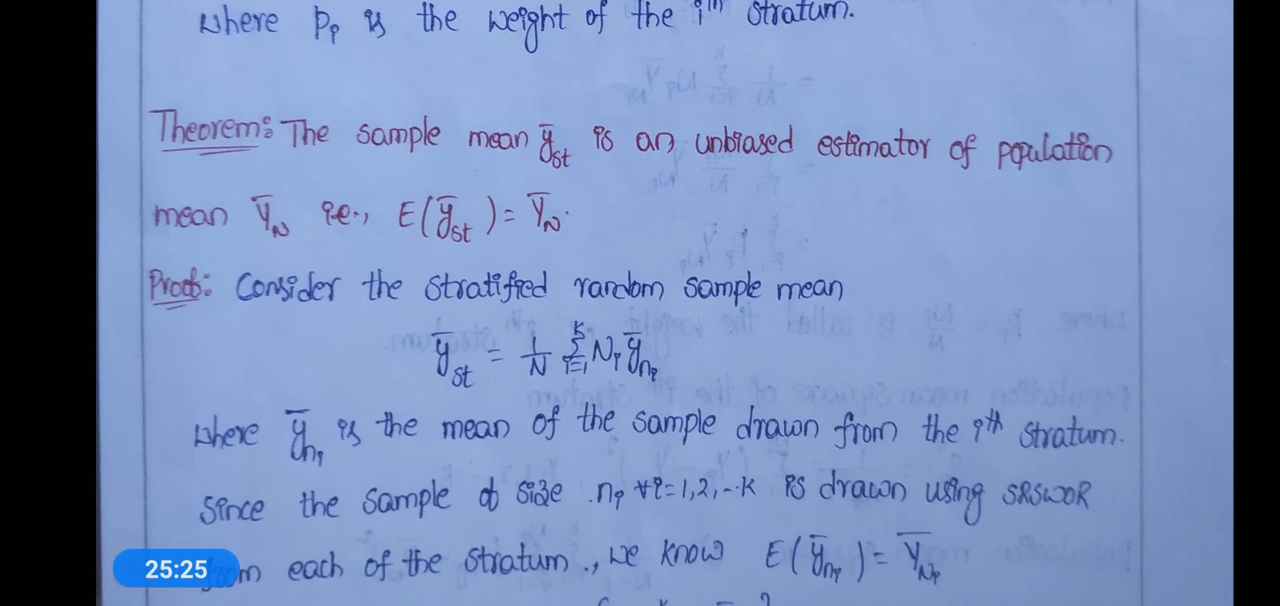 where Pi is the weight of the ith stratum.
Theorem: The sample mean ȳst is an unbiased estimator of population
mean ȲN i.e., E(ȳst) = ȲN.
Proof: Consider the stratified random sample mean
ȳst = 1/N Σ(i=1 to k) Ni ȳni
where ȳni is the mean of the sample drawn from the ith stratum.
Since the sample of size ni ∀ i=1,2,--k is drawn using SRSWOR
each of the stratum., we know E(ȳni) = ȲNi
25:25